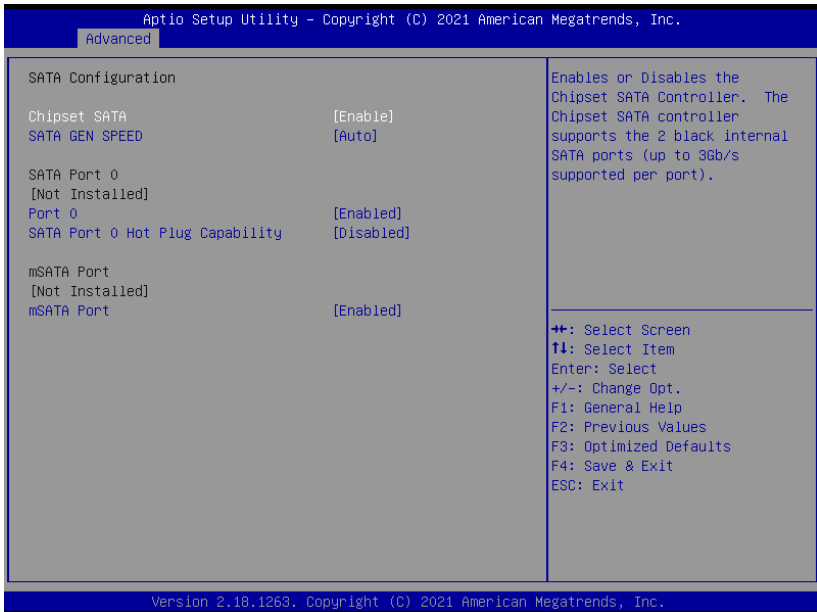 Aptio Setup Utility – Copyright (C) 2021 American Megatrends, Inc.
Advanced
SATA Configuration
Chipset SATA [Enable]
SATA GEN SPEED [Auto]
SATA Port 0
[Not Installed]
Port 0 [Enabled]
SATA Port 0 Hot Plug Capability [Disabled]
mSATA Port
[Not Installed]
mSATA Port [Enabled]
Enables or Disables the
Chipset SATA Controller. The
Chipset SATA controller
supports the 2 black internal
SATA ports (up to 3Gb/s
supported per port).
→←: Select Screen
↑↓: Select Item
Enter: Select
+/-: Change Opt.
F1: General Help
F2: Previous Values
F3: Optimized Defaults
F4: Save & Exit
ESC: Exit
Version 2.18.1263. Copyright (C) 2021 American Megatrends, Inc.